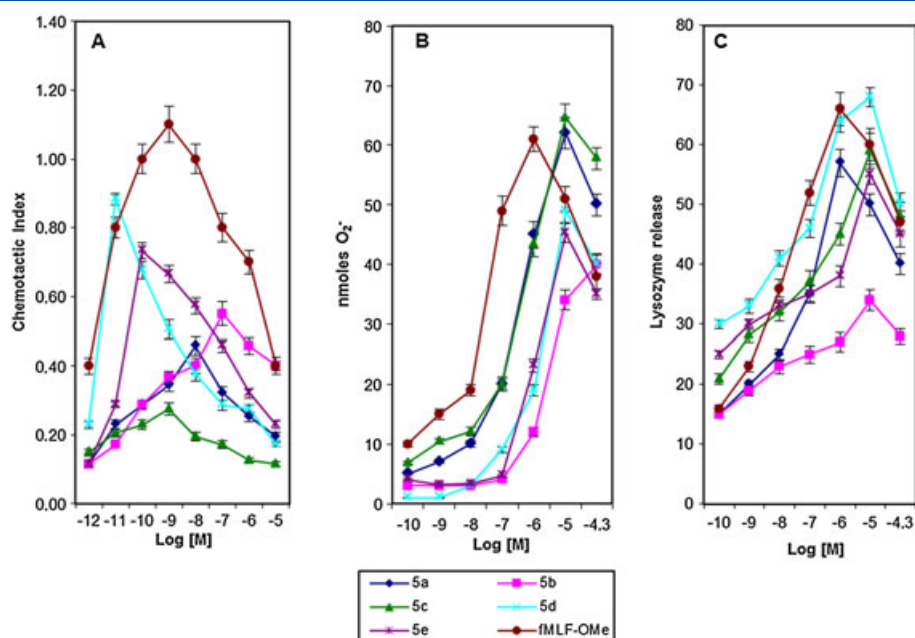 A
Chemotactic Index
1.40
1.20
1.00
0.80
0.60
0.40
0.20
0.00
-12 -11 -10 -9 -8 -7 -6 -5
Log [M]
B
nmoles O₂⁻
80
70
60
50
40
30
20
10
0
-10 -9 -8 -7 -6 -5 -4.3
Log [M]
C
Lysozyme release
80
70
60
50
40
30
20
10
0
-10 -9 -8 -7 -6 -5 -4.3
Log [M]
5a 5b
5c 5d
5e fMLF-OMe